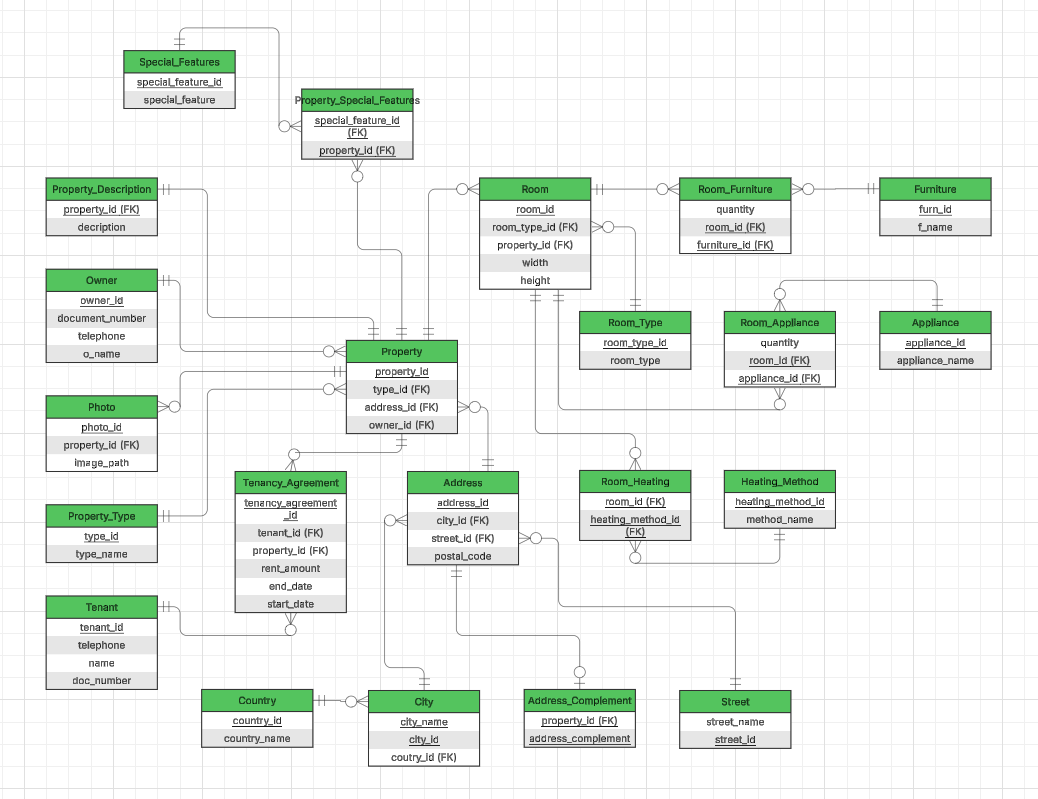 Special_Features
special_feature_id
special_feature
Property_Special_Features
special_feature_id
(FK)
property_id (FK)
Property_Description
property_id (FK)
decription
Room
room_id
room_type_id (FK)
property_id (FK)
width
height
Room_Furniture
quantity
room_id (FK)
furniture_id (FK)
Furniture
furn_id
f_name
Owner
owner_id
document_number
telephone
o_name
Room_Type
room_type_id
room_type
Room_Appliance
quantity
room_id (FK)
appliance_id (FK)
Appliance
appliance_id
appliance_name
Property
property_id
type_id (FK)
address_id (FK)
owner_id (FK)
Photo
photo_id
property_id (FK)
image_path
Tenancy_Agreement
tenancy_agreement
_id
tenant_id (FK)
property_id (FK)
rent_amount
end_date
start_date
Address
address_id
city_id (FK)
street_id (FK)
postal_code
Room_Heating
room_id (FK)
heating_method_id
(FK)
Heating_Method
heating_method_id
method_name
Property_Type
type_id
type_name
Tenant
tenant_id
telephone
name
doc_number
Country
country_id
country_name
City
city_name
city_id
coutry_id (FK)
Address_Complement
property_id (FK)
address_complement
Street
street_name
street_id